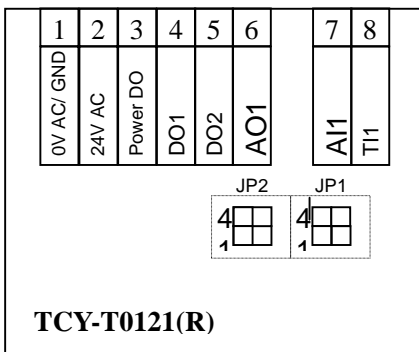 1 2 3 4 5 6 7 8
0V AC/ GND
24V AC
Power DO
DO1
DO2
AO1
AI1
TI1
JP2 JP1
4 4
1 1
TCY-T0121(R)